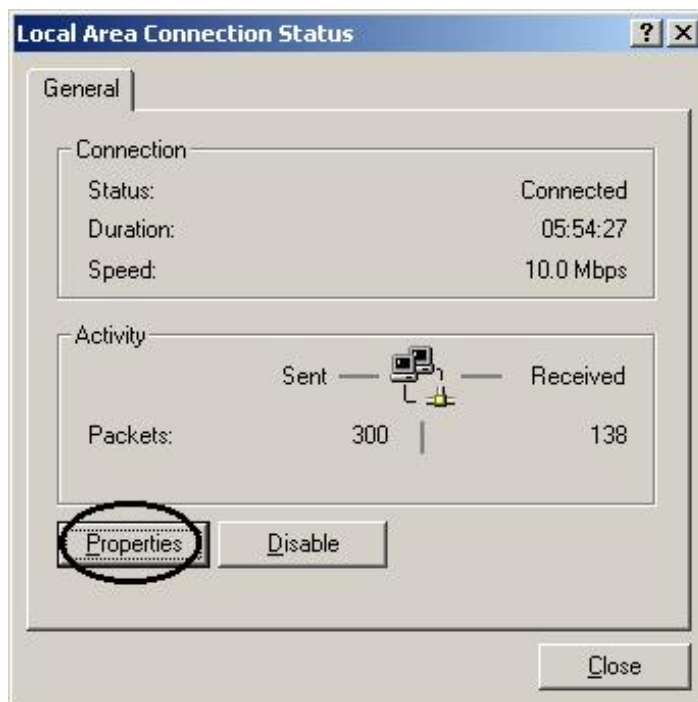 Local Area Connection Status
General
Connection
Status: Connected
Duration: 05:54:27
Speed: 10.0 Mbps
Activity
Sent Received
Packets: 300 138
Properties Disable
Close